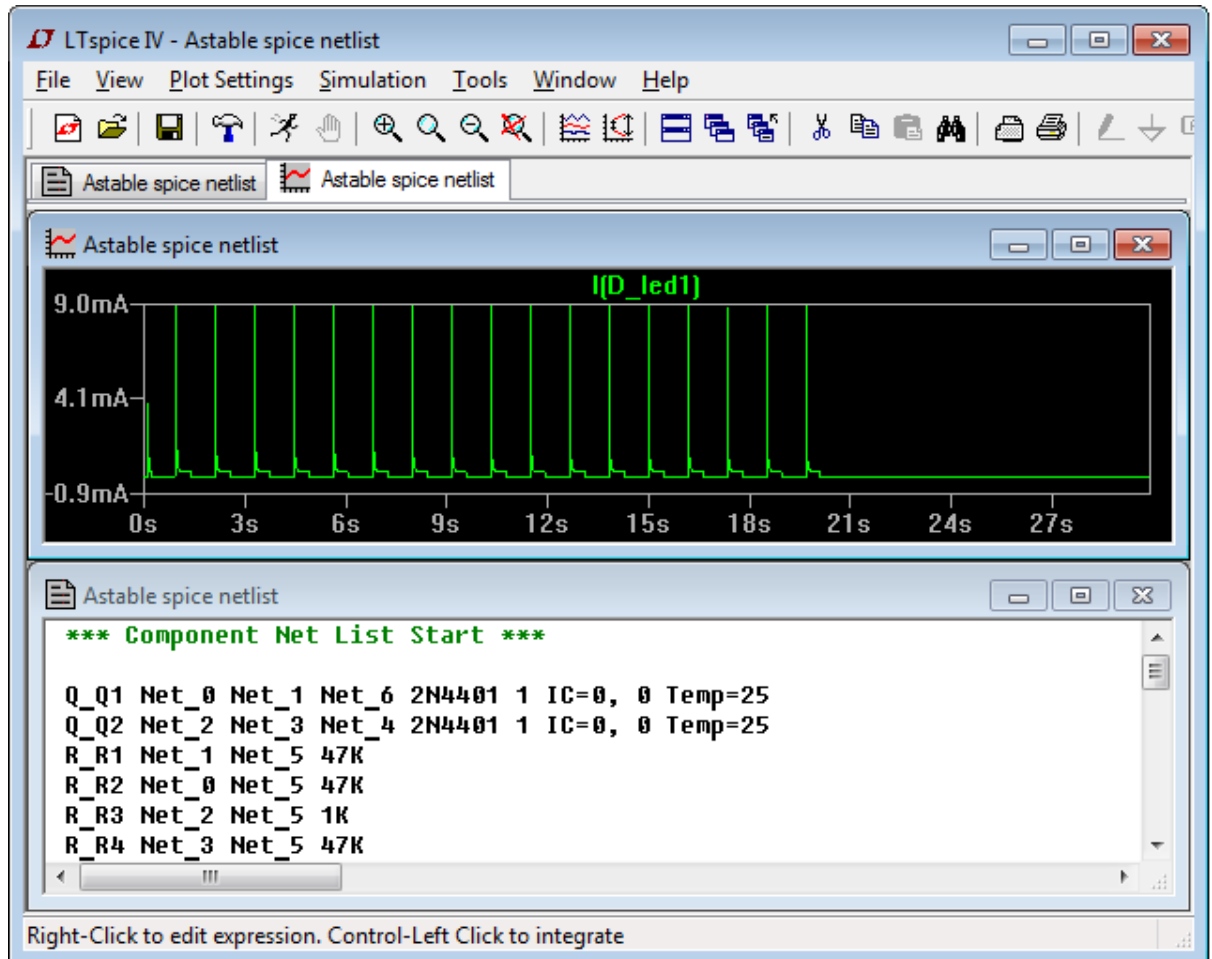 LTspice IV - Astable spice netlist
File View Plot Settings Simulation Tools Window Help
Astable spice netlist Astable spice netlist
Astable spice netlist
I(D_led1)
9.0mA
4.1mA
-0.9mA
0s 3s 6s 9s 12s 15s 18s 21s 24s 27s
Astable spice netlist
*** Component Net List Start ***
Q_Q1 Net_0 Net_1 Net_6 2N4401 1 IC=0, 0 Temp=25
Q_Q2 Net_2 Net_3 Net_4 2N4401 1 IC=0, 0 Temp=25
R_R1 Net_1 Net_5 47K
R_R2 Net_0 Net_5 47K
R_R3 Net_2 Net_5 1K
R_R4 Net_3 Net_5 47K
Right-Click to edit expression. Control-Left Click to integrate